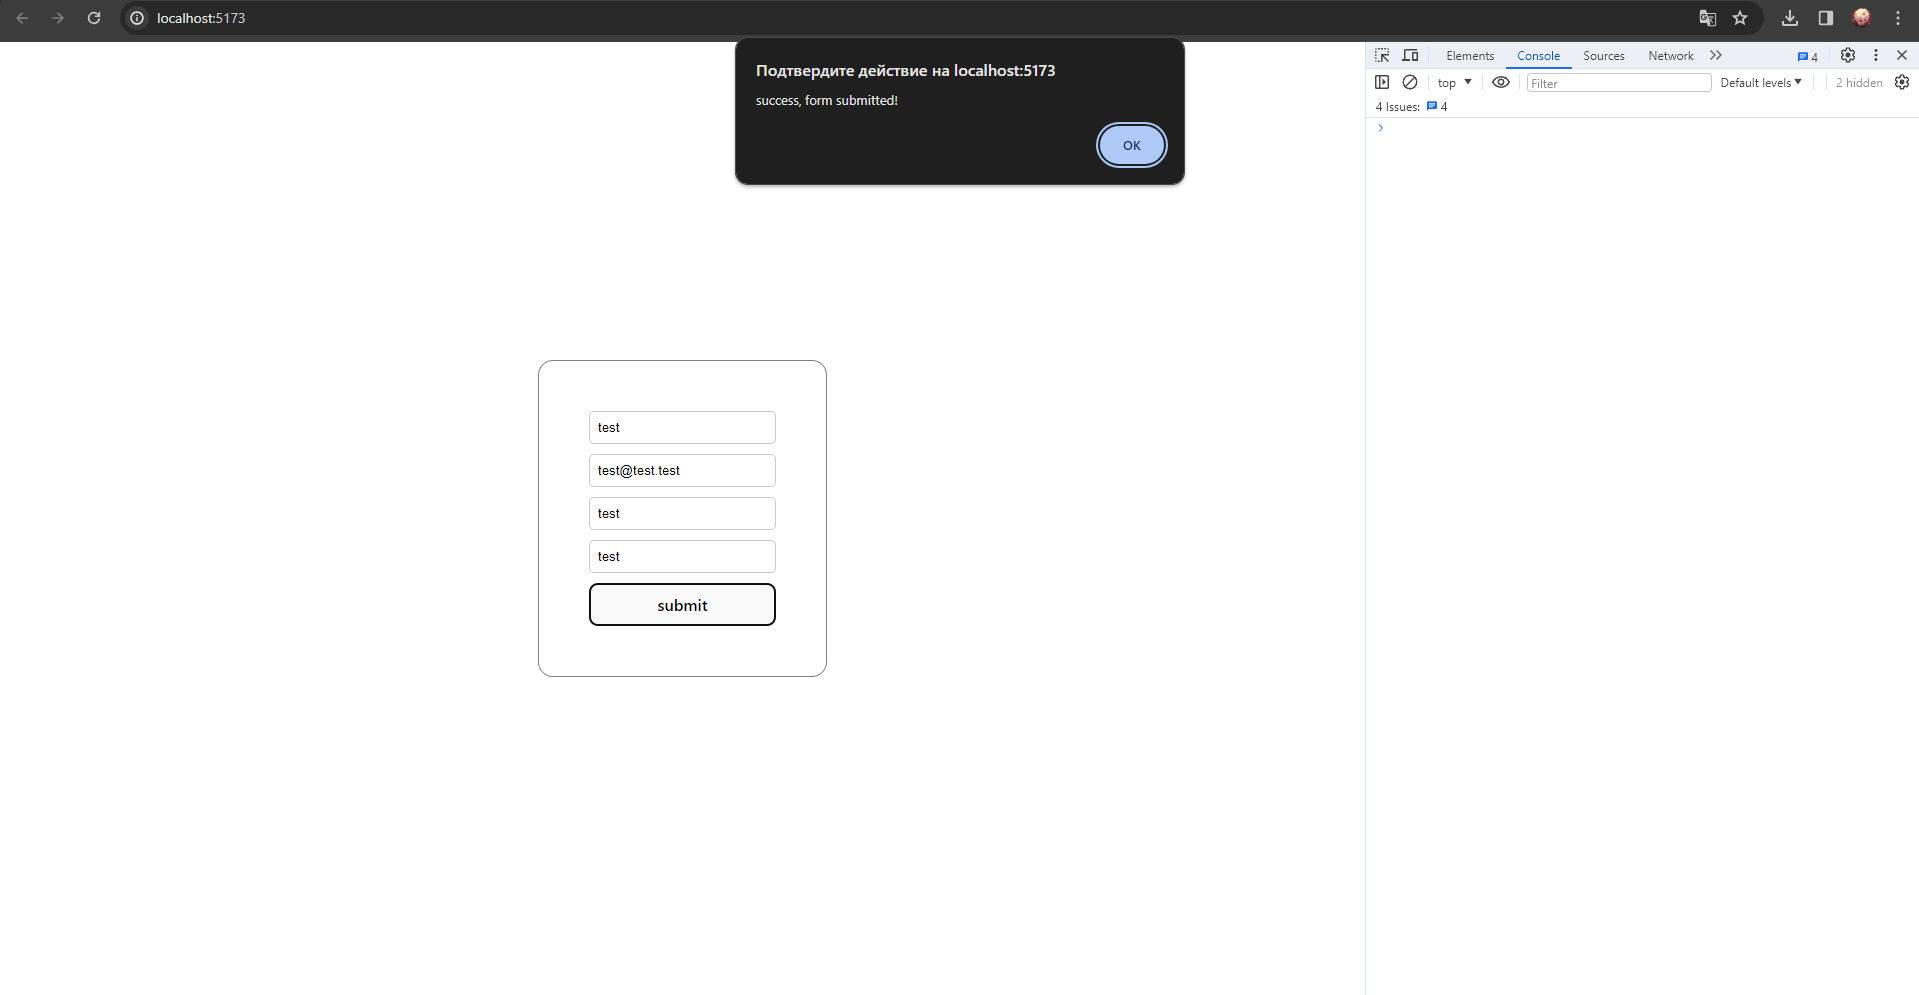 localhost:5173
Подтвердите действие на localhost:5173
success, form submitted!
OK
test
test@test.test
test
test
submit
Elements Console Sources Network 4
top Filter Default levels 2 hidden
4 Issues: 4